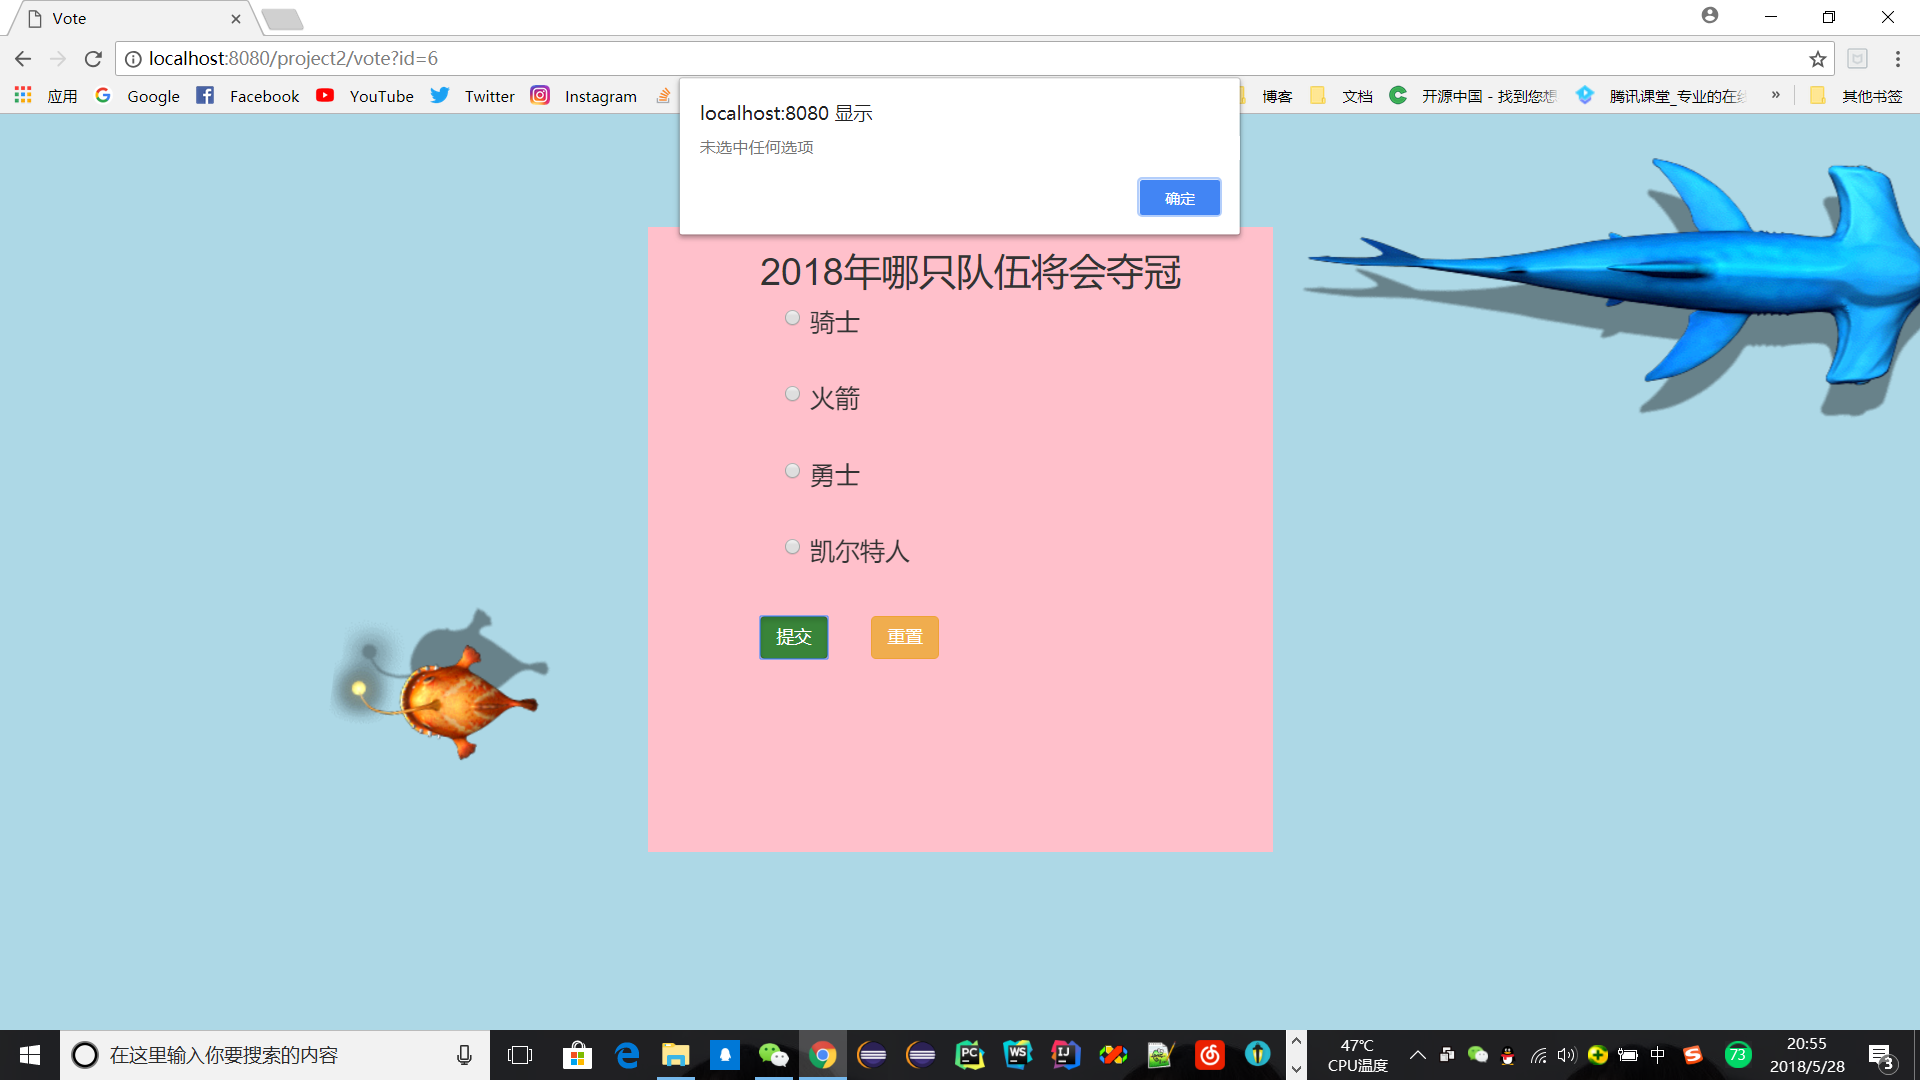 Vote
localhost:8080/project2/vote?id=6
应用 Google Facebook YouTube Twitter Instagram 博客 文档 开源中国 - 找到您想 腾讯课堂_专业的在 » 其他书签
localhost:8080 显示
未选中任何选项
确定
2018年哪只队伍将会夺冠
骑士
火箭
勇士
凯尔特人
提交 重置
在这里输入你要搜索的内容
PC WS IJ
47℃
CPU温度
中
73
20:55
2018/5/28
3